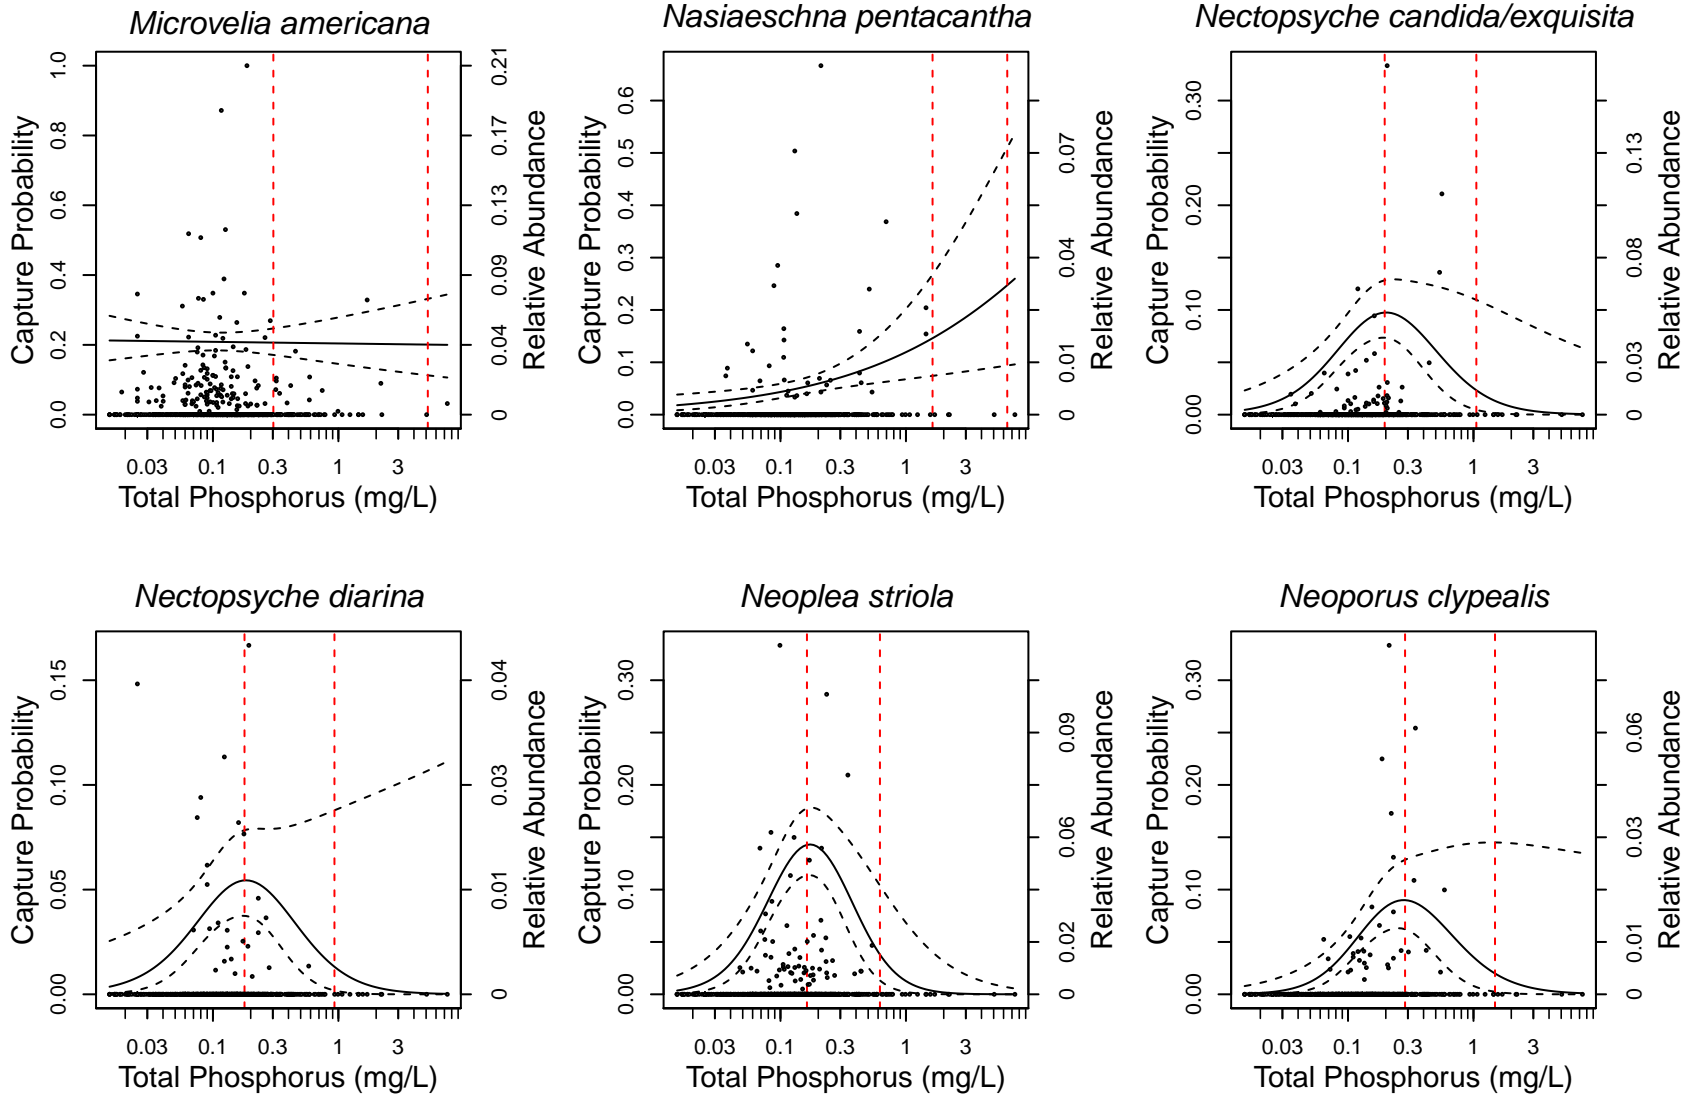 Microvelia americana
Capture Probability
0.0 0.2 0.4 0.6 0.8 1.0
0 0.04 0.09 0.13 0.17 0.21
Relative Abundance
0.03 0.1 0.3 1 3
Total Phosphorus (mg/L)
Nasiaeschna pentacantha
Capture Probability
0.0 0.1 0.2 0.3 0.4 0.5 0.6
0 0.01 0.04 0.07
Relative Abundance
0.03 0.1 0.3 1 3
Total Phosphorus (mg/L)
Nectopsyche candida/exquisita
Capture Probability
0.00 0.10 0.20 0.30
0 0.03 0.08 0.13
Relative Abundance
0.03 0.1 0.3 1 3
Total Phosphorus (mg/L)
Nectopsyche diarina
Capture Probability
0.00 0.05 0.10 0.15
0 0.01 0.03 0.04
Relative Abundance
0.03 0.1 0.3 1 3
Total Phosphorus (mg/L)
Neoplea striola
Capture Probability
0.00 0.10 0.20 0.30
0 0.02 0.06 0.09
Relative Abundance
0.03 0.1 0.3 1 3
Total Phosphorus (mg/L)
Neoporus clypealis
Capture Probability
0.00 0.10 0.20 0.30
0 0.01 0.03 0.06
Relative Abundance
0.03 0.1 0.3 1 3
Total Phosphorus (mg/L)